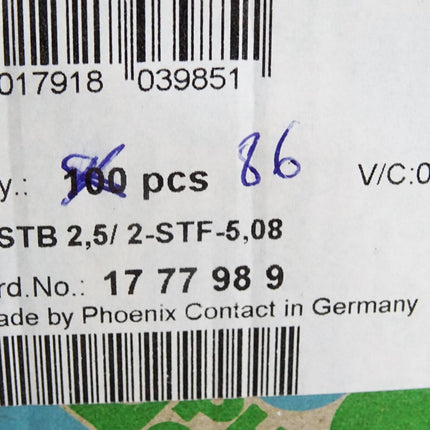 017918 039851
y.: 100 pcs 86 V/C:0
STB 2,5/ 2-STF-5,08
rd.No.: 17 77 98 9
ade by Phoenix Contact in Germany